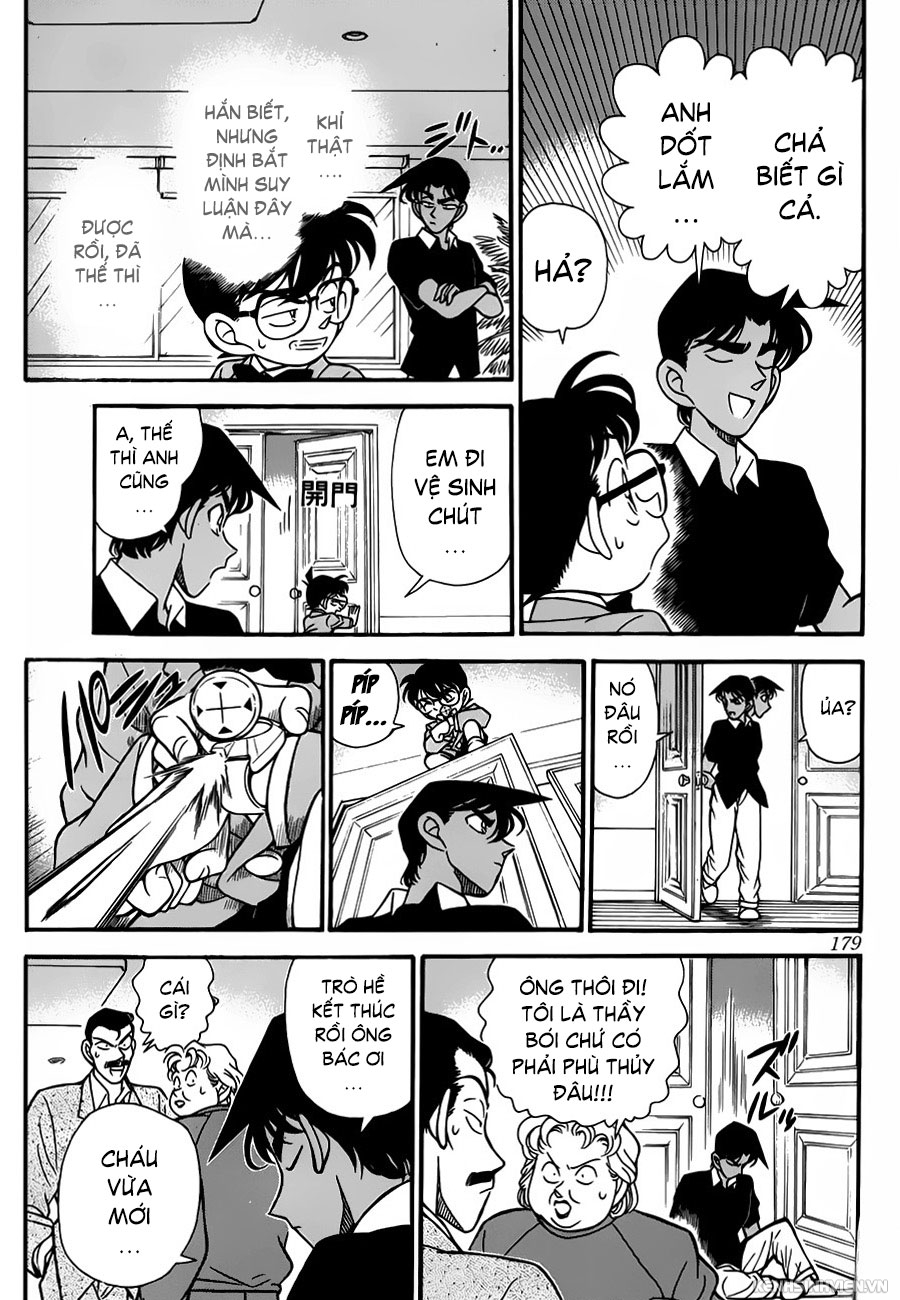 CHẢ
BIẾT GÌ
CẢ.
ANH
DỐT
LẮM
...
HẢ?
ジト...
KHỈ
THẬT
....
HẮN BIẾT,
NHƯNG
ĐỊNH BẮT
MÌNH SUY
LUẬN ĐÂY
MÀ...
ĐƯỢC
RỒI, ĐÃ
THẾ THÌ
...
EM ĐI
VỆ SINH
CHÚT
...
開門
A, THẾ
THÌ ANH
CŨNG
...
ỦA?
NÓ
ĐÂU
RỒI
...
PÍP
PÍP...
179
ÔNG THÔI ĐI!
TÔI LÀ THẦY
BÓI CHỨ CÓ
PHẢI PHÙ THỦY
ĐÂU!!!
TRÒ HỀ
KẾT THÚC
RỒI ÔNG
BÁC ƠI
...
CÁI
GÌ?
CHÁU
VỪA
MỚI
...